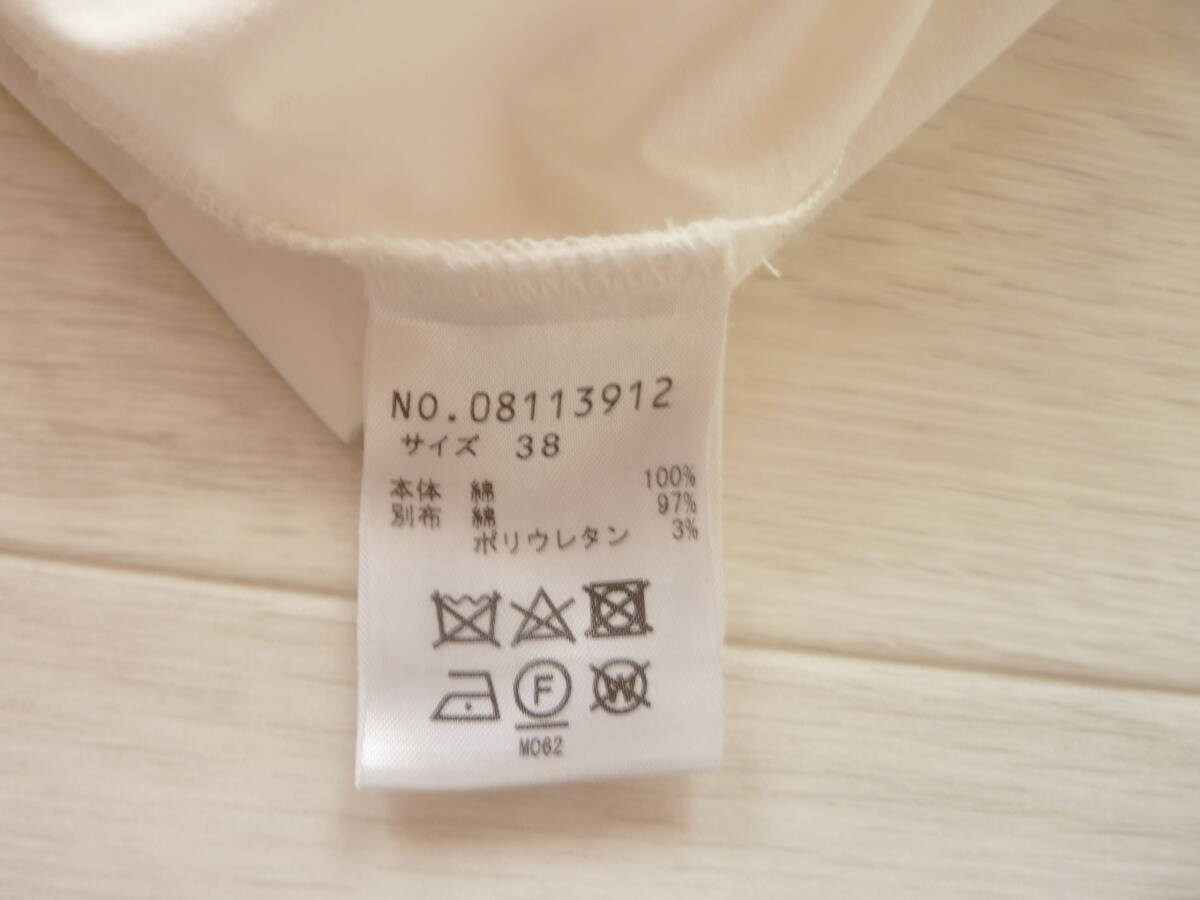 NO.08113912
サイズ 38
本体 綿 100%
別布 綿 97%
ポリウレタン 3%
F W
M062